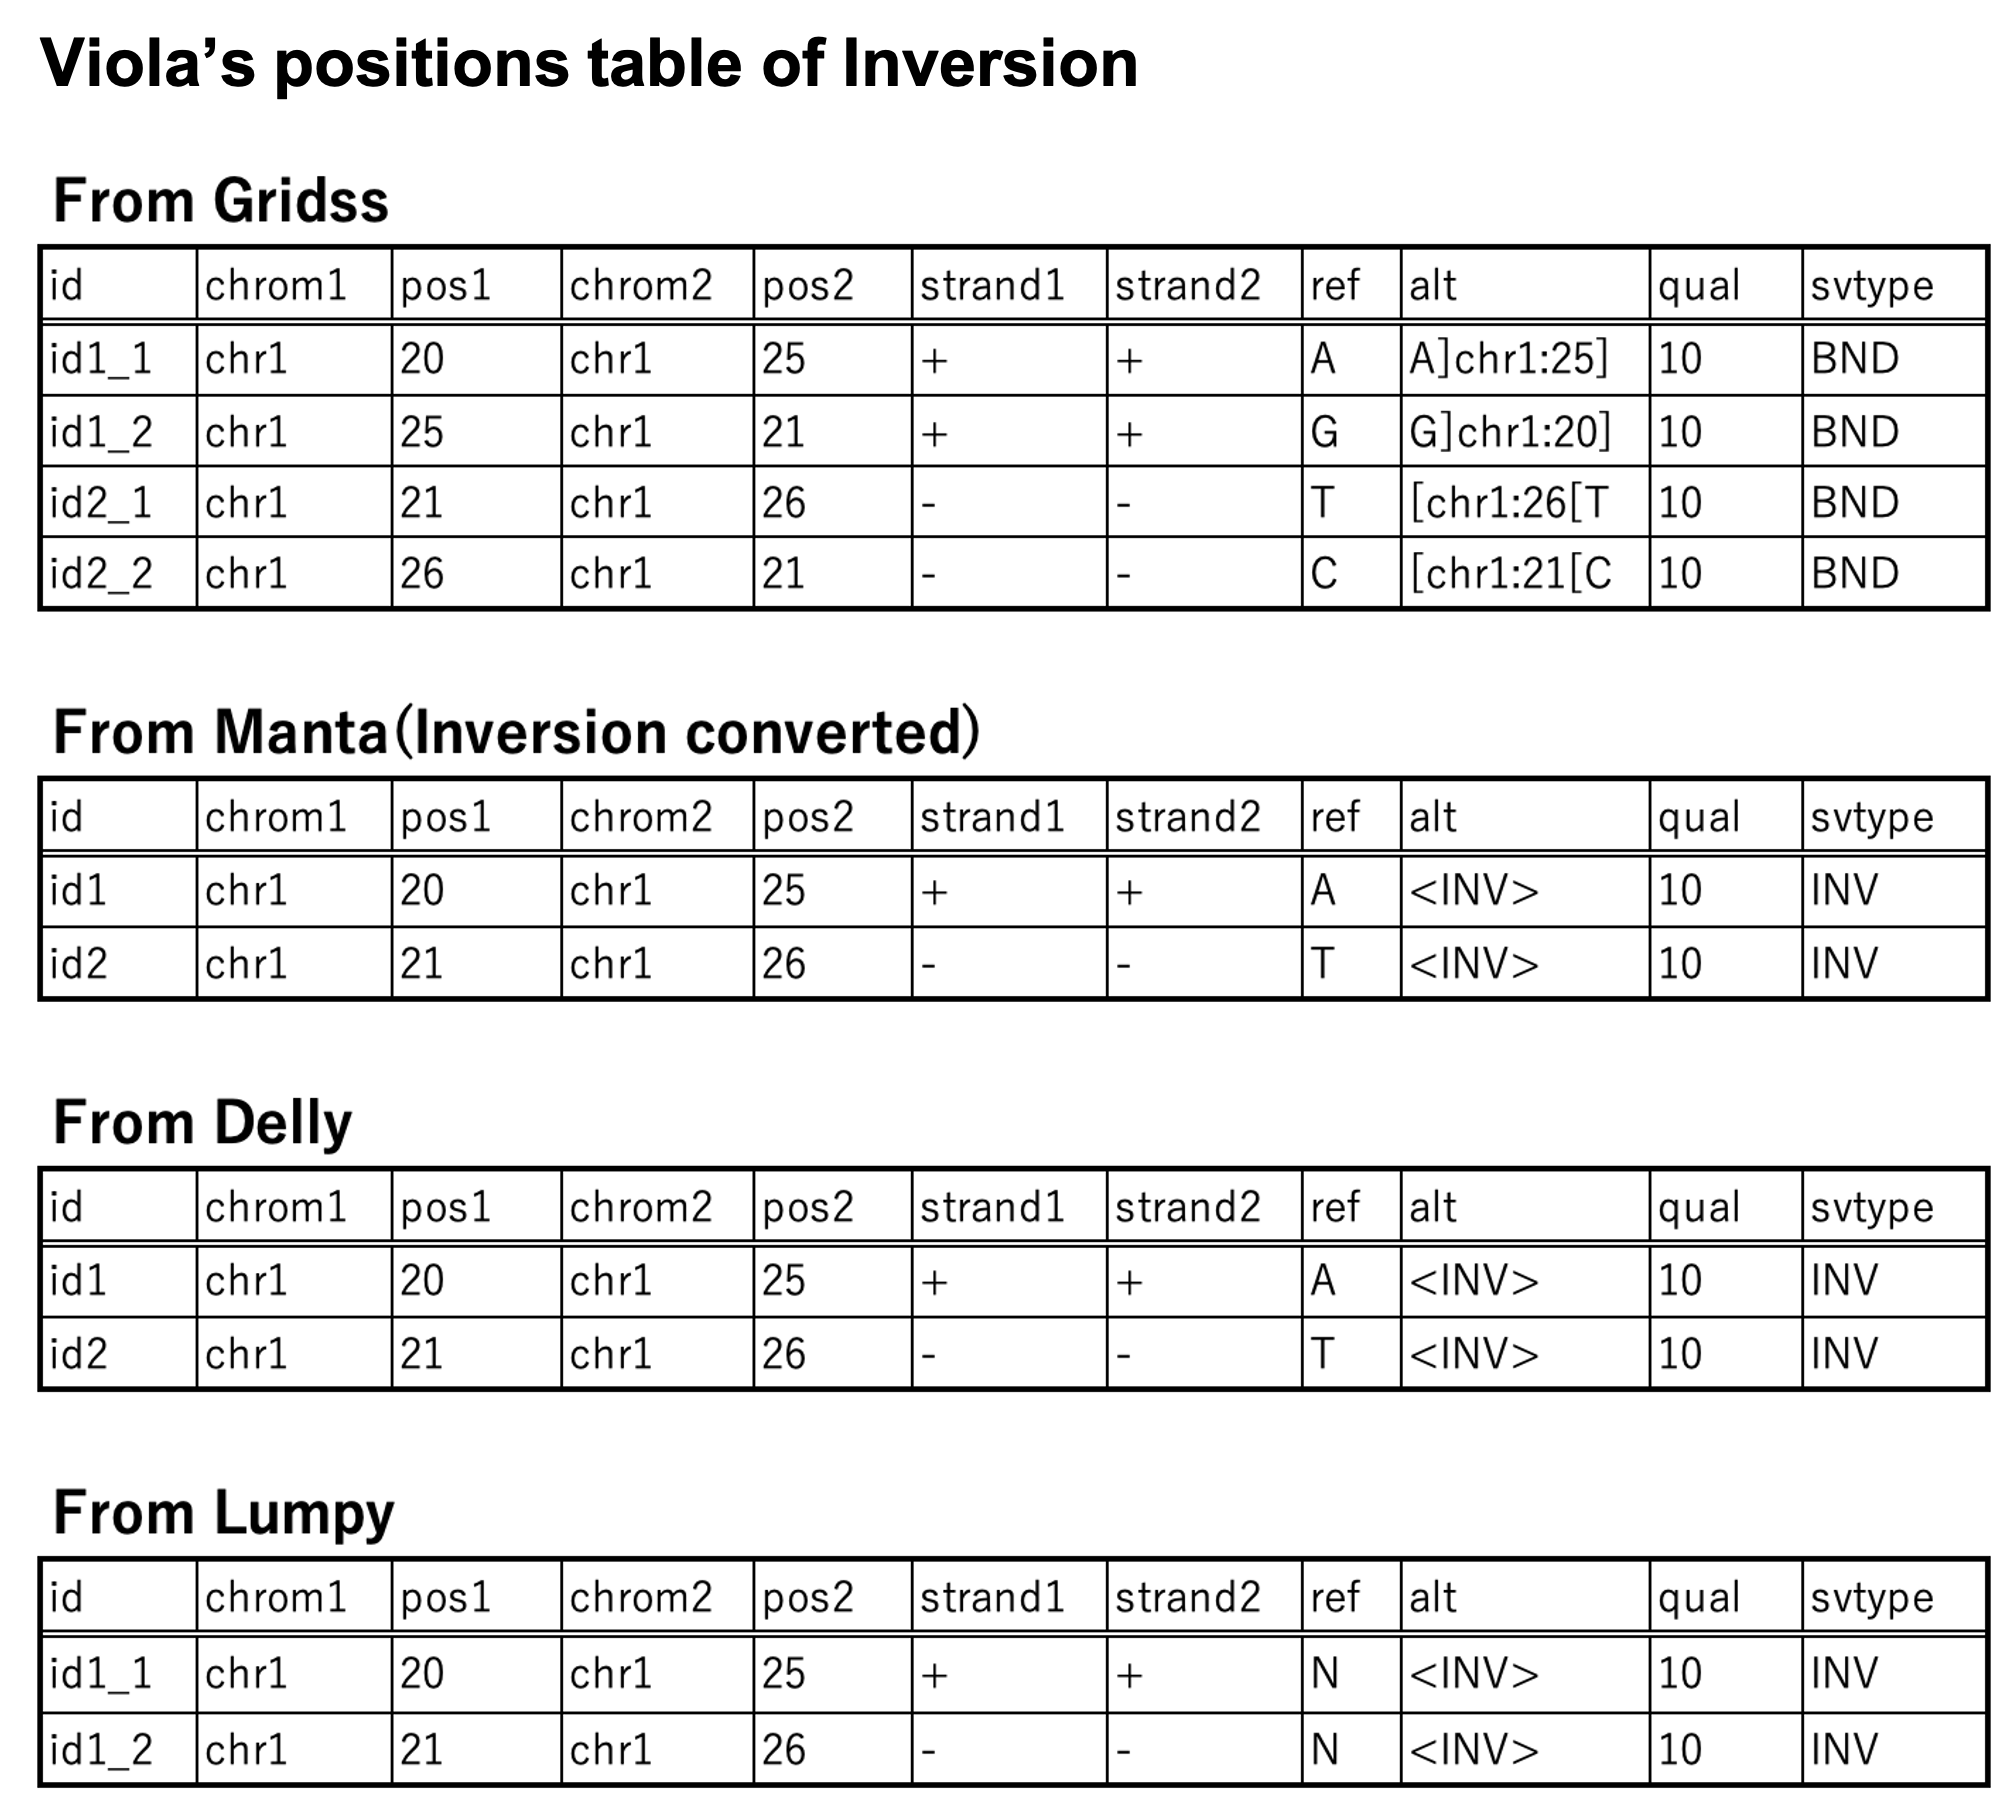 Viola’s positions table of Inversion
From Gridss
id chrom1 pos1 chrom2 pos2 strand1 strand2 ref alt qual svtype
id1_1 chr1 20 chr1 25 + + A A]chr1:25] 10 BND
id1_2 chr1 25 chr1 21 + + G G]chr1:20] 10 BND
id2_1 chr1 21 chr1 26 - - T [chr1:26[T 10 BND
id2_2 chr1 26 chr1 21 - - C [chr1:21[C 10 BND
From Manta(Inversion converted)
id chrom1 pos1 chrom2 pos2 strand1 strand2 ref alt qual svtype
id1 chr1 20 chr1 25 + + A <INV> 10 INV
id2 chr1 21 chr1 26 - - T <INV> 10 INV
From Delly
id chrom1 pos1 chrom2 pos2 strand1 strand2 ref alt qual svtype
id1 chr1 20 chr1 25 + + A <INV> 10 INV
id2 chr1 21 chr1 26 - - T <INV> 10 INV
From Lumpy
id chrom1 pos1 chrom2 pos2 strand1 strand2 ref alt qual svtype
id1_1 chr1 20 chr1 25 + + N <INV> 10 INV
id1_2 chr1 21 chr1 26 - - N <INV> 10 INV